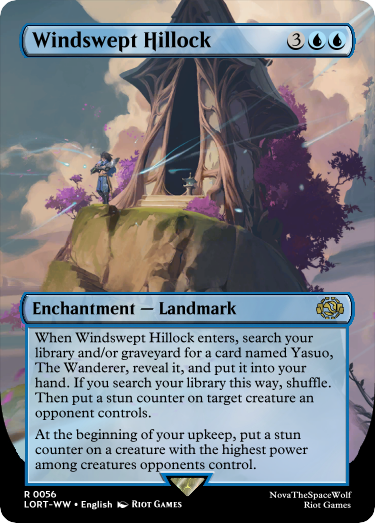 Windswept Hillock 3
Enchantment — Landmark
When Windswept Hillock enters, search your
library and/or graveyard for a card named Yasuo,
The Wanderer, reveal it, and put it into your
hand. If you search your library this way, shuffle.
Then put a stun counter on target creature an
opponent controls.
At the beginning of your upkeep, put a stun
counter on a creature with the highest power
among creatures opponents control.
R 0056
LORT-WW • English Riot Games
NovaTheSpaceWolf
Riot Games